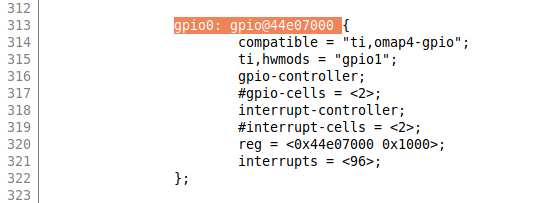 312
313 gpio0: gpio@44e07000 {
314 compatible = "ti,omap4-gpio";
315 ti,hwmods = "gpio1";
316 gpio-controller;
317 #gpio-cells = <2>;
318 interrupt-controller;
319 #interrupt-cells = <2>;
320 reg = <0x44e07000 0x1000>;
321 interrupts = <96>;
322 };
323